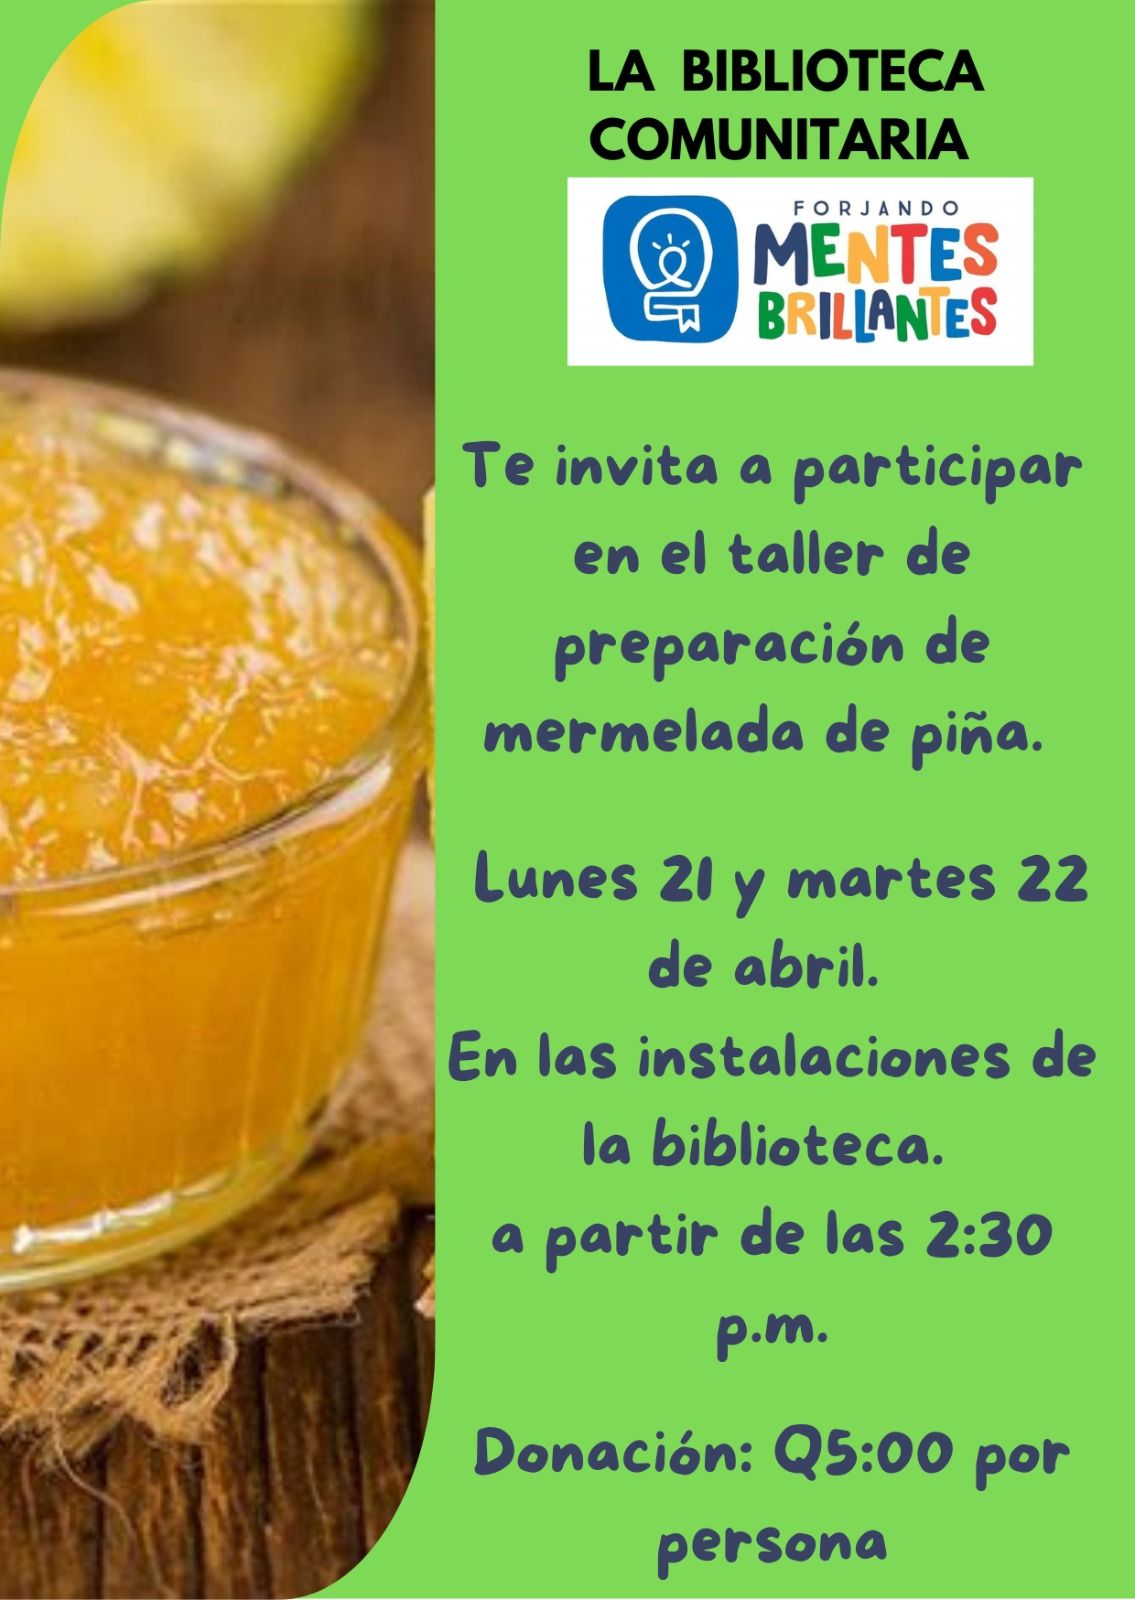 LA BIBLIOTECA
COMUNITARIA
FORJANDO
MENTES
BRILLANTES
Te invita a participar
en el taller de
preparación de
mermelada de piña.
Lunes 21 y martes 22
de abril.
En las instalaciones de
la biblioteca.
a partir de las 2:30
p.m.
Donación: Q5:00 por
persona